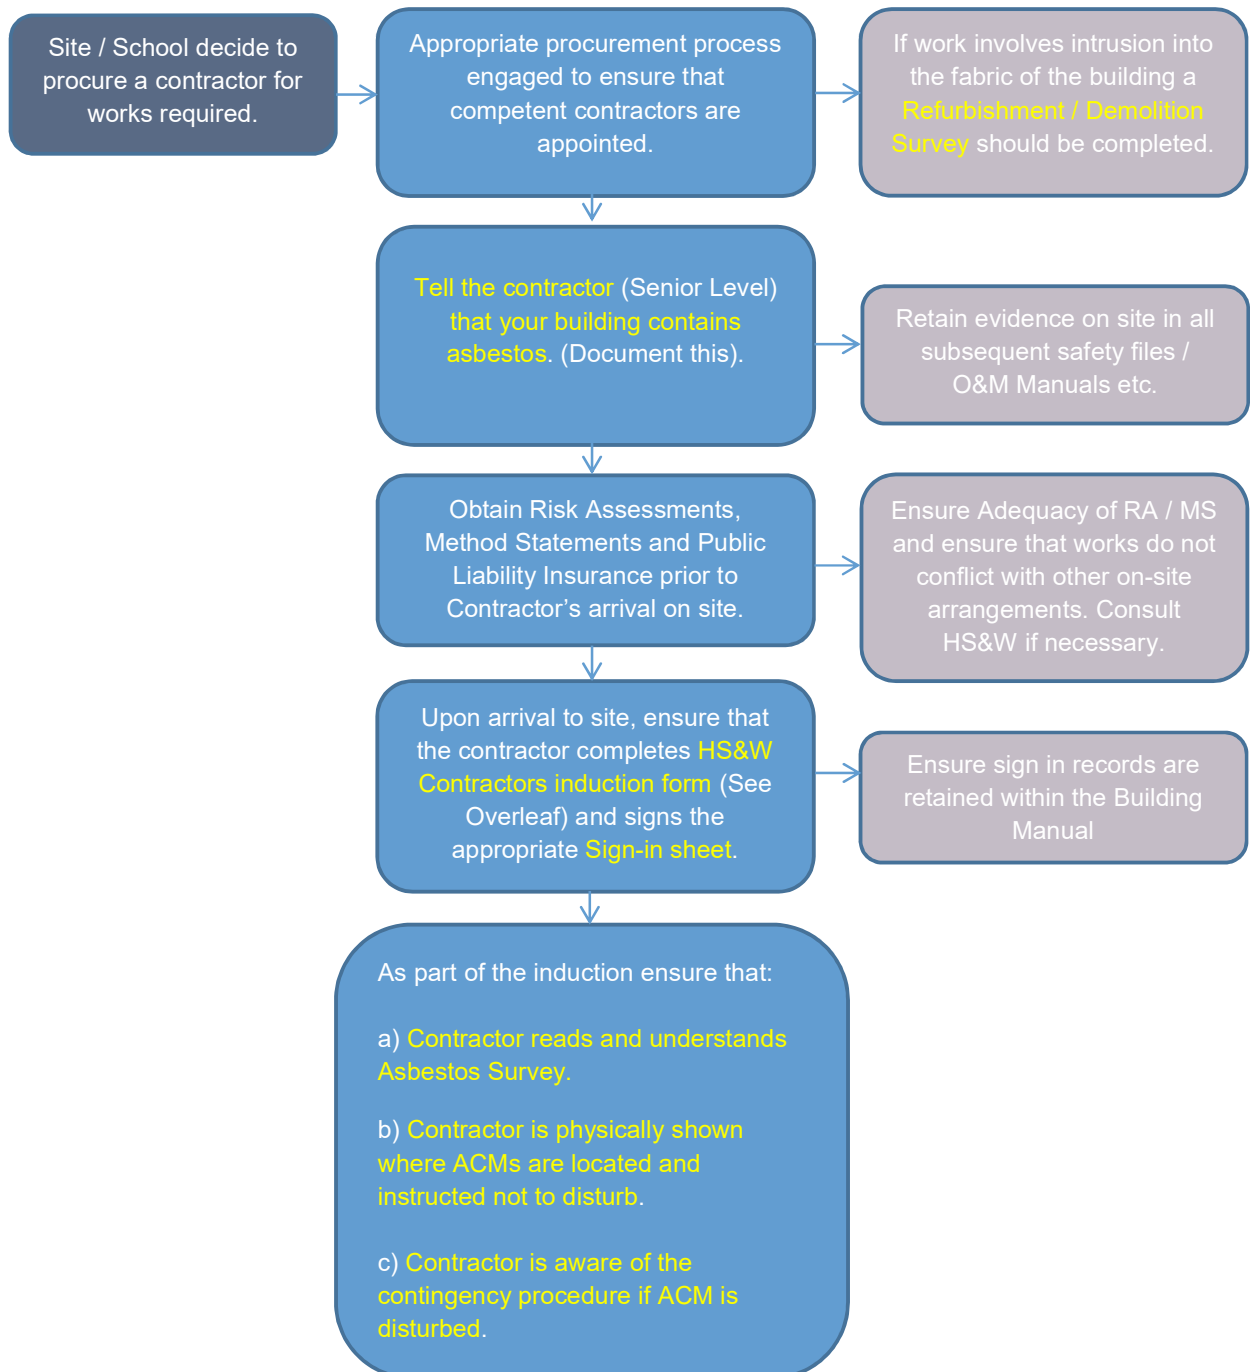 Site / School decide to
procure a contractor for
works required.
Appropriate procurement process
engaged to ensure that
competent contractors are
appointed.
If work involves intrusion into
the fabric of the building a
Refurbishment / Demolition
Survey should be completed.
Tell the contractor (Senior Level)
that your building contains
asbestos. (Document this).
Retain evidence on site in all
subsequent safety files /
O&M Manuals etc.
Obtain Risk Assessments,
Method Statements and Public
Liability Insurance prior to
Contractor’s arrival on site.
Ensure Adequacy of RA / MS
and ensure that works do not
conflict with other on-site
arrangements. Consult
HS&W if necessary.
Upon arrival to site, ensure that
the contractor completes HS&W
Contractors induction form (See
Overleaf) and signs the
appropriate Sign-in sheet.
Ensure sign in records are
retained within the Building
Manual
As part of the induction ensure that:
a) Contractor reads and understands
Asbestos Survey.
b) Contractor is physically shown
where ACMs are located and
instructed not to disturb.
c) Contractor is aware of the
contingency procedure if ACM is
disturbed.